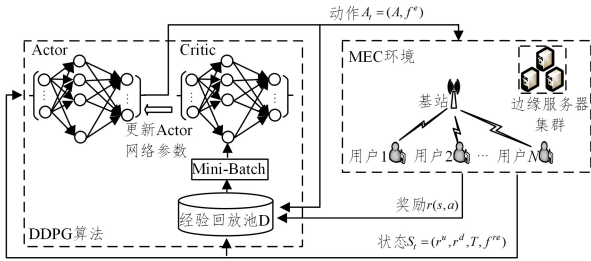 动作A_t = (A, f^e)
Actor
Critic
MEC环境
基站
边缘服务器
集群
更新Actor
网络参数
Mini-Batch
用户1
用户2
···
用户N
经验回放池D
DDPG算法
奖励r(s,a)
状态S_t = (r^u, r^d, T, f^{re})